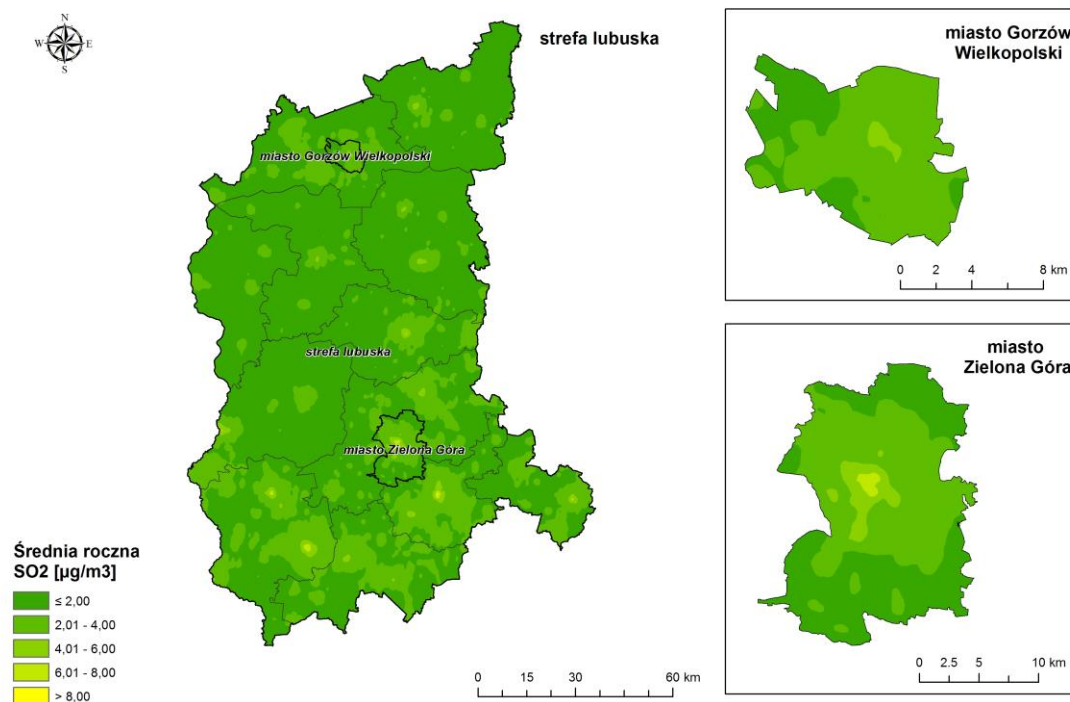 N
W E
S
strefa lubuska
miasto Gorzów Wielkopolski
strefa lubuska
miasto Zielona Góra
Średnia roczna
SO2 [µg/m3]
≤ 2,00
2,01 - 4,00
4,01 - 6,00
6,01 - 8,00
> 8,00
0 15 30 60 km
miasto Gorzów
Wielkopolski
0 2 4 8 km
miasto
Zielona Góra
0 2.5 5 10 km